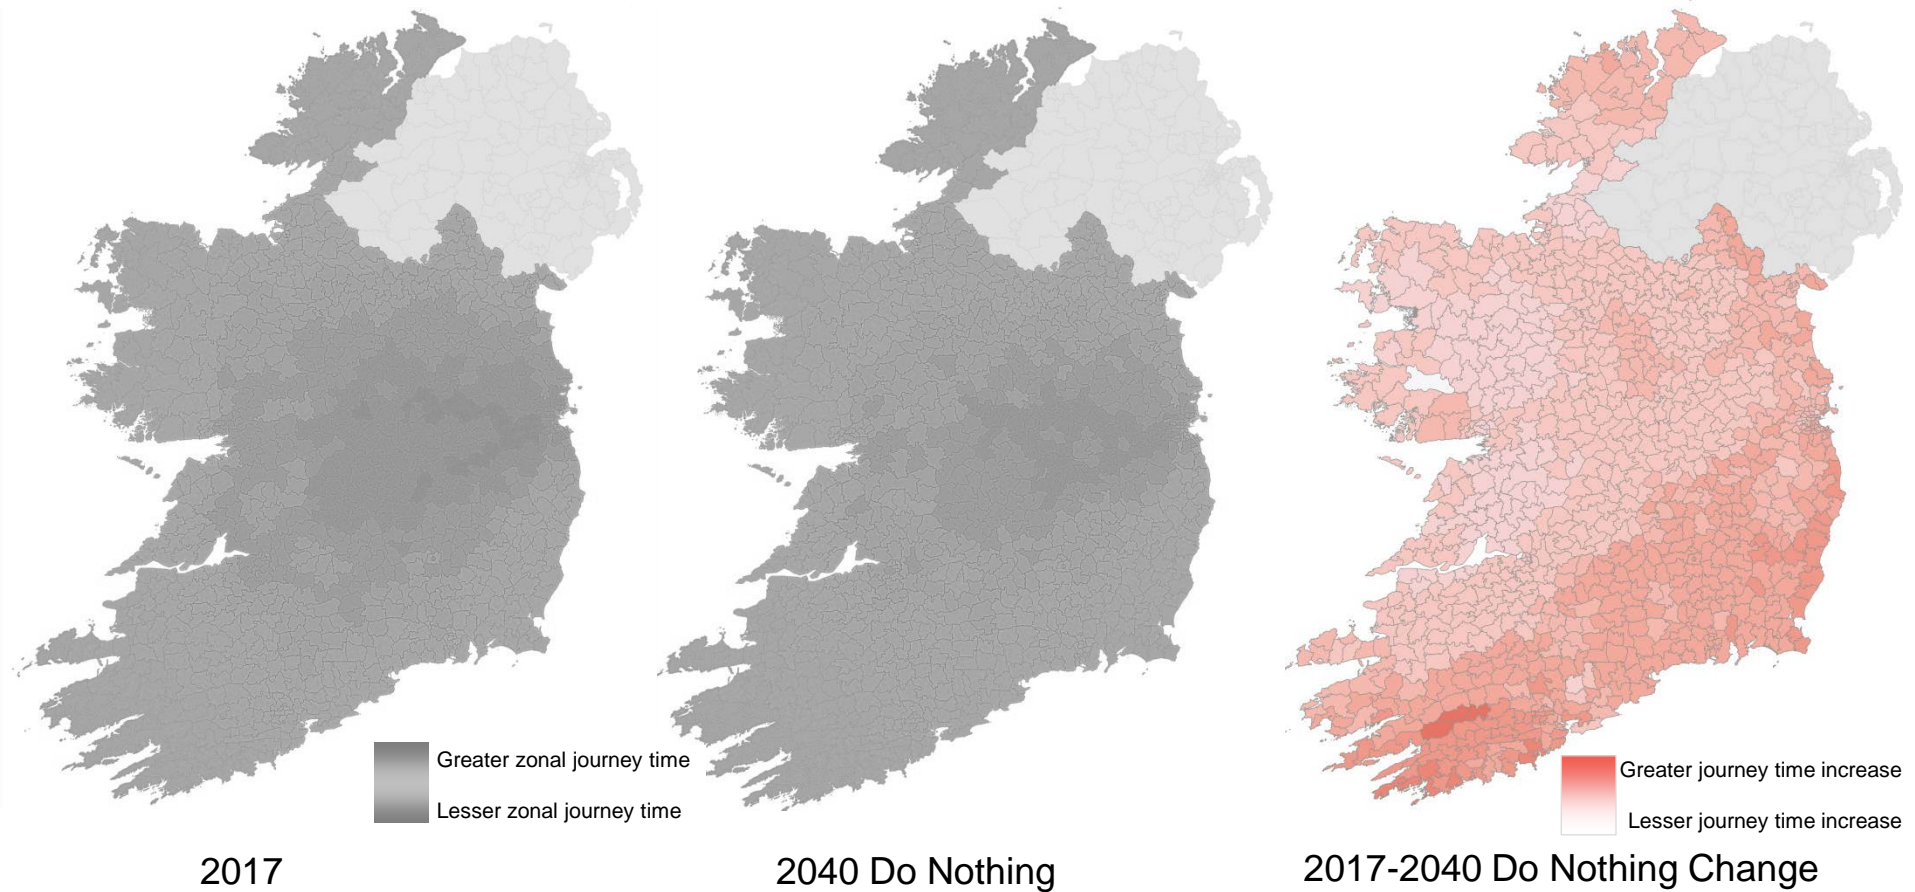 Greater zonal journey time
Lesser zonal journey time
Greater journey time increase
Lesser journey time increase
2017
2040 Do Nothing
2017-2040 Do Nothing Change